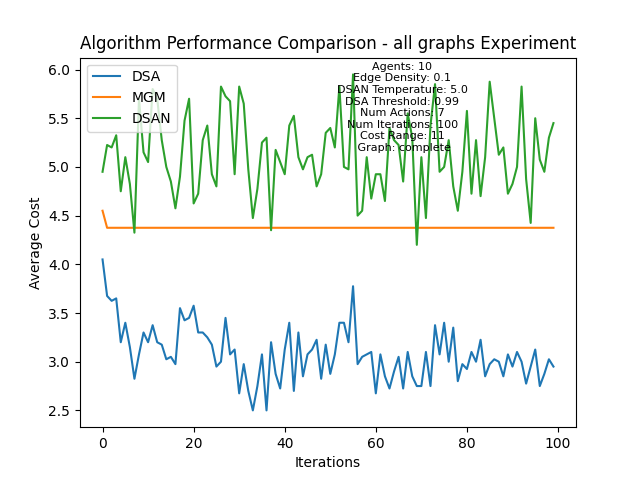 Algorithm Performance Comparison - all graphs Experiment
DSA
MGM
DSAN
Agents: 10
Edge Density: 0.1
DSAN Temperature: 5.0
DSA Threshold: 0.99
Num Actions: 7
Num Iterations: 100
Cost Range: 11
Graph: complete
Average Cost
6.0
5.5
5.0
4.5
4.0
3.5
3.0
2.5
0
20
40
60
80
100
Iterations